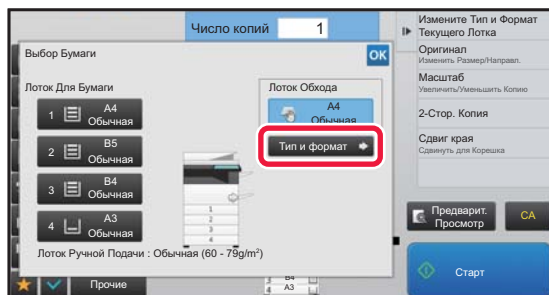 Число копий 1
Выбор Бумаги
OK
Лоток Для Бумаги
1 A4 Обычная
2 B5 Обычная
3 B4 Обычная
4 A3 Обычная
1
2
3
4
Лоток Обхода
A4
Обычная
Тип и формат
Лоток Ручной Подачи : Обычная (60 - 79g/m²)
Прочие
3 B4
4 A3
Измените Тип и Формат
Текущего Лотка
Оригинал
Изменить Размер/Направл.
Масштаб
Увеличить/Уменьшить Копию
2-Стор. Копия
Сдвиг края
Сдвинуть для Корешка
Предварит.
Просмотр
CA
Старт